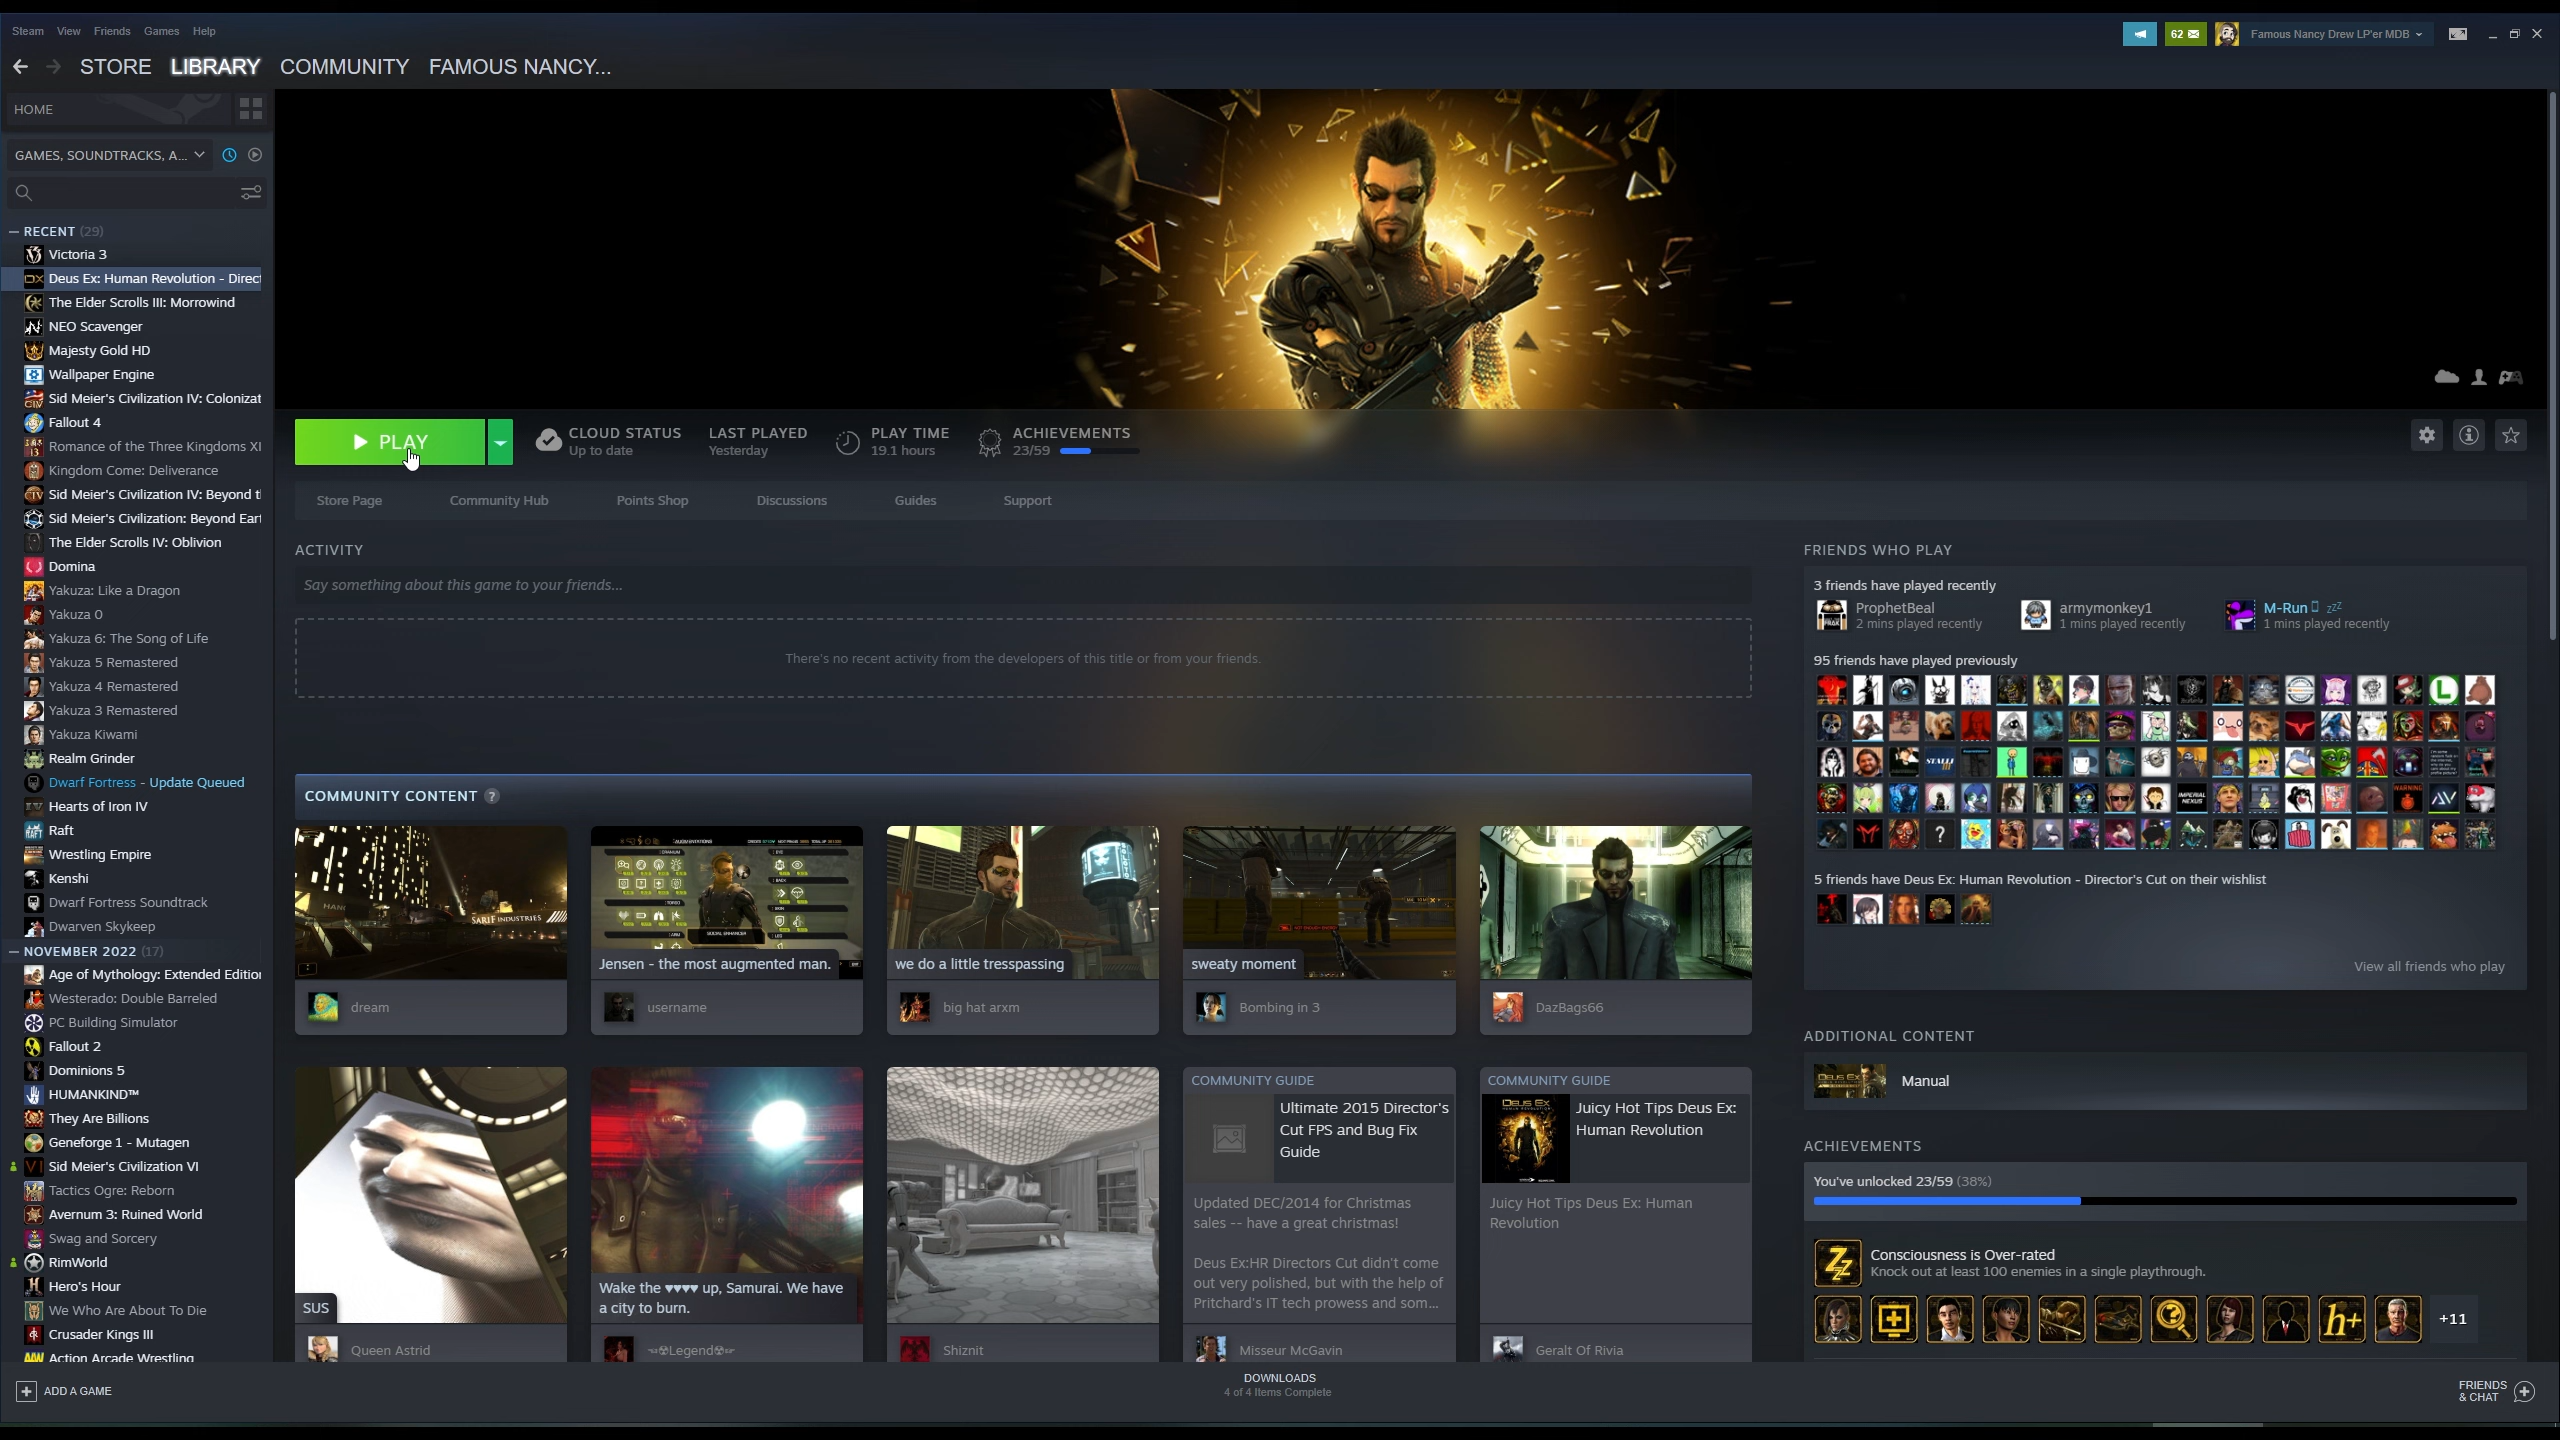 Steam View Friends Games Help
62
Famous Nancy Drew LP'er MDB
STORE LIBRARY COMMUNITY FAMOUS NANCY...
HOME
GAMES, SOUNDTRACKS, A...
— RECENT (29)
Victoria 3
Deus Ex: Human Revolution - Direct
The Elder Scrolls III: Morrowind
NEO Scavenger
Majesty Gold HD
Wallpaper Engine
Sid Meier's Civilization IV: Colonizat
Fallout 4
Romance of the Three Kingdoms XI
Kingdom Come: Deliverance
Sid Meier's Civilization IV: Beyond t
Sid Meier's Civilization: Beyond Eart
The Elder Scrolls IV: Oblivion
Domina
Yakuza: Like a Dragon
Yakuza 0
Yakuza 6: The Song of Life
Yakuza 5 Remastered
Yakuza 4 Remastered
Yakuza 3 Remastered
Yakuza Kiwami
Realm Grinder
Dwarf Fortress - Update Queued
Hearts of Iron IV
Raft
Wrestling Empire
Kenshi
Dwarf Fortress Soundtrack
Dwarven Skykeep
— NOVEMBER 2022 (17)
Age of Mythology: Extended Edition
Westerado: Double Barreled
PC Building Simulator
Fallout 2
Dominions 5
HUMANKIND™
They Are Billions
Geneforge 1 - Mutagen
Sid Meier's Civilization VI
Tactics Ogre: Reborn
Avernum 3: Ruined World
Swag and Sorcery
RimWorld
Hero's Hour
We Who Are About To Die
Crusader Kings III
Action Arcade Wrestling
ADD A GAME
PLAY
CLOUD STATUS
Up to date
LAST PLAYED
Yesterday
PLAY TIME
19.1 hours
ACHIEVEMENTS
23/59
Store Page Community Hub Points Shop Discussions Guides Support
ACTIVITY
Say something about this game to your friends...
There's no recent activity from the developers of this title or from your friends.
COMMUNITY CONTENT ?
SARIF INDUSTRIES
dream
AUGMENTATIONS
Jensen - the most augmented man.
username
we do a little tresspassing
big hat arxm
sweaty moment
Bombing in 3
DazBags66
SUS
Queen Astrid
Wake the ♥♥♥♥ up, Samurai. We have
a city to burn.
☜☢Legend☢☞
Shiznit
COMMUNITY GUIDE
Ultimate 2015 Director's
Cut FPS and Bug Fix
Guide
Updated DEC/2014 for Christmas
sales -- have a great christmas!
Deus Ex:HR Directors Cut didn't come
out very polished, but with the help of
Pritchard's IT tech prowess and som...
Misseur McGavin
COMMUNITY GUIDE
DEUS EX
Juicy Hot Tips Deus Ex:
Human Revolution
Juicy Hot Tips Deus Ex: Human
Revolution
Geralt Of Rivia
FRIENDS WHO PLAY
3 friends have played recently
ProphetBeal
2 mins played recently
armymonkey1
1 mins played recently
M-Run zzZ
1 mins played recently
95 friends have played previously
5 friends have Deus Ex: Human Revolution - Director's Cut on their wishlist
View all friends who play
ADDITIONAL CONTENT
DEUS EX
Manual
ACHIEVEMENTS
You've unlocked 23/59 (38%)
Consciousness is Over-rated
Knock out at least 100 enemies in a single playthrough.
h+
+11
DOWNLOADS
4 of 4 Items Complete
FRIENDS
& CHAT